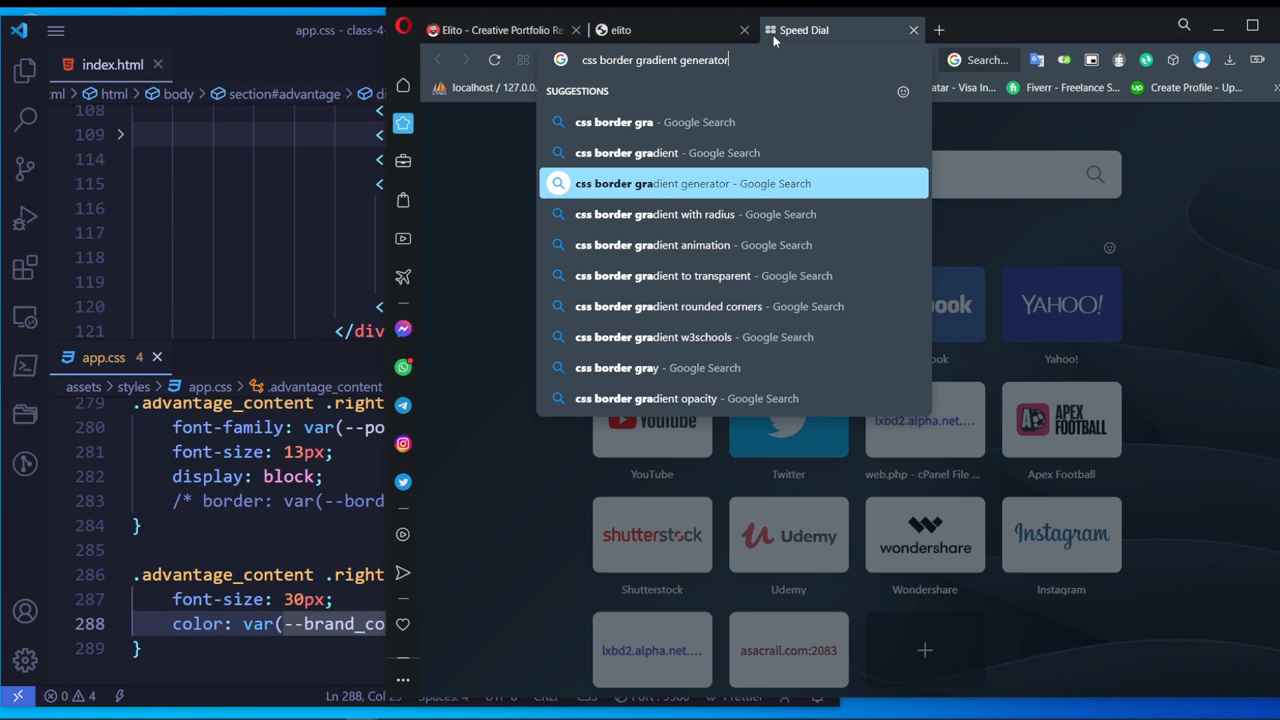 app.css - class-4-
index.html
ml
html
body
section#advantage
di
108
<
109
<
114
<
115
<
116
117
118
119
120
<
121
</div
app.css 4
assets
styles
app.css
.advantage_content
279
.advantage_content .right
280
font-family: var(--po
281
font-size: 13px;
282
display: block;
283
/* border: var(--bord
284
}
285
286
.advantage_content .right
287
font-size: 30px;
288
color: var(--brand_co
289
}
0
4
Ln 288, Col
Elito - Creative Portfolio Re
elito
Speed Dial
css border gradient generator
Search...
localhost / 127.0.0.
atar - Visa In...
Fiverr - Freelance S...
Create Profile - Up...
SUGGESTIONS
css border gra - Google Search
css border gradient - Google Search
css border gradient generator - Google Search
css border gradient with radius - Google Search
css border gradient animation - Google Search
css border gradient to transparent - Google Search
css border gradient rounded corners - Google Search
css border gradient w3schools - Google Search
css border gray - Google Search
css border gradient opacity - Google Search
book
YAHOO!
ook
Yahoo!
YouTube
lxbd2.alpha.net....
APEX FOOTBALL
YouTube
Twitter
web.php - cPanel File ...
Apex Football
shutterstock
Udemy
wondershare
Instagram
Shutterstock
Udemy
Wondershare
Instagram
lxbd2.alpha.net....
asacrail.com:2083